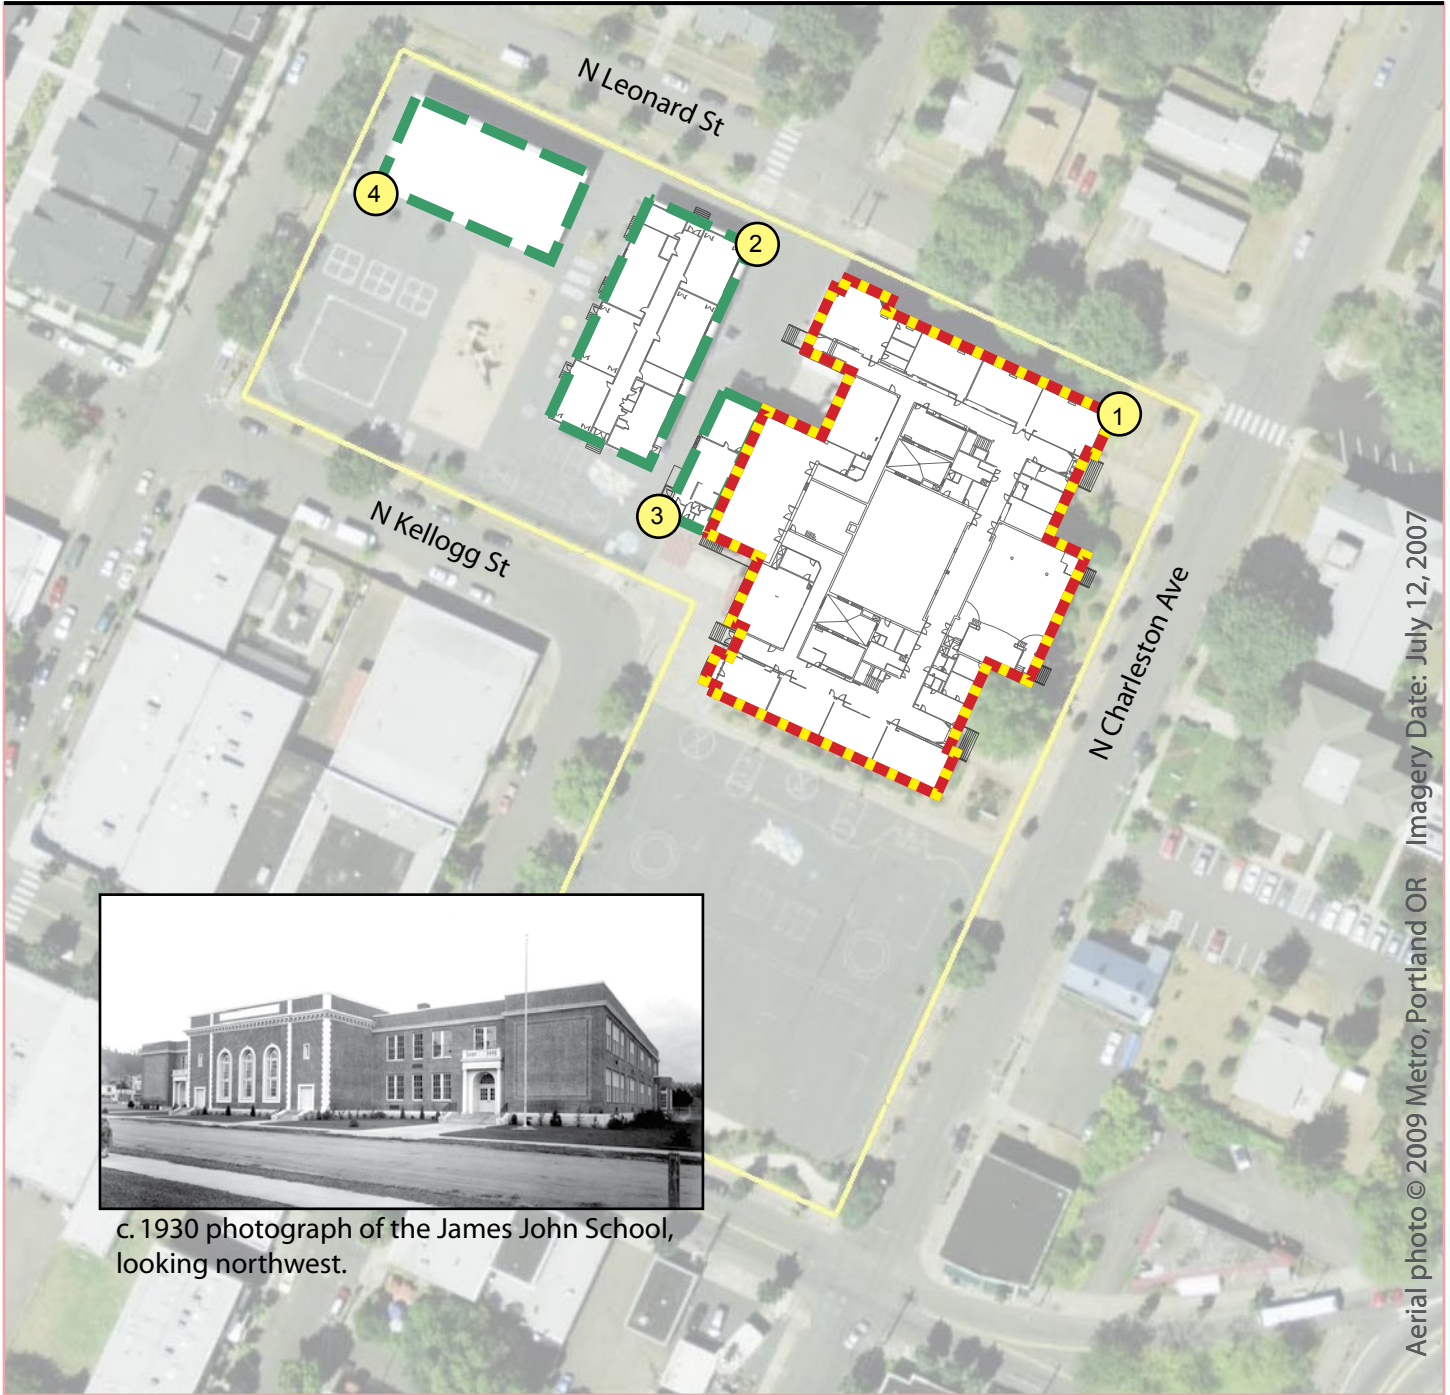 N Leonard St
4
2
1
3
N Kellogg St
N Charleston Ave
c. 1930 photograph of the James John School,
looking northwest.
Aerial photo © 2009 Metro, Portland OR Imagery Date: July 12, 2007